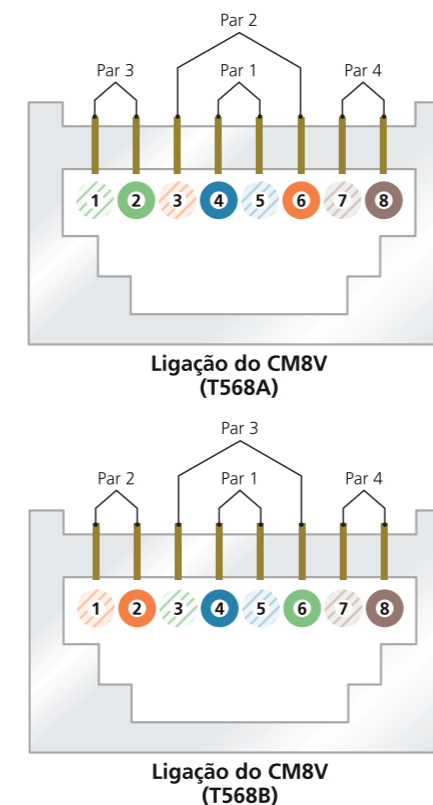 Par 2
Par 3 Par 1 Par 4
1 2 3 4 5 6 7 8
Ligação do CM8V
(T568A)
Par 3
Par 2 Par 1 Par 4
1 2 3 4 5 6 7 8
Ligação do CM8V
(T568B)